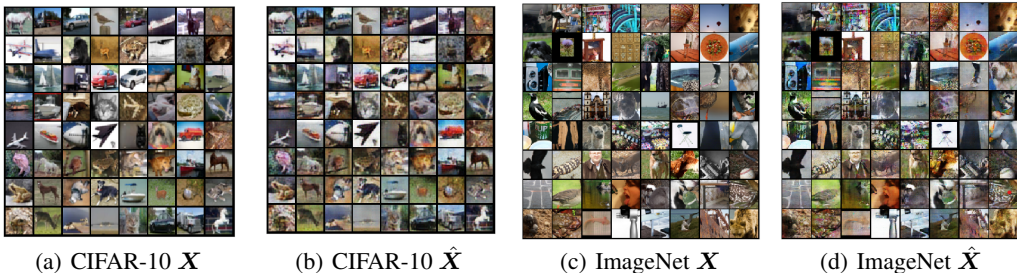 (a) CIFAR-10 X
(b) CIFAR-10 X̂
(c) ImageNet X
(d) ImageNet X̂